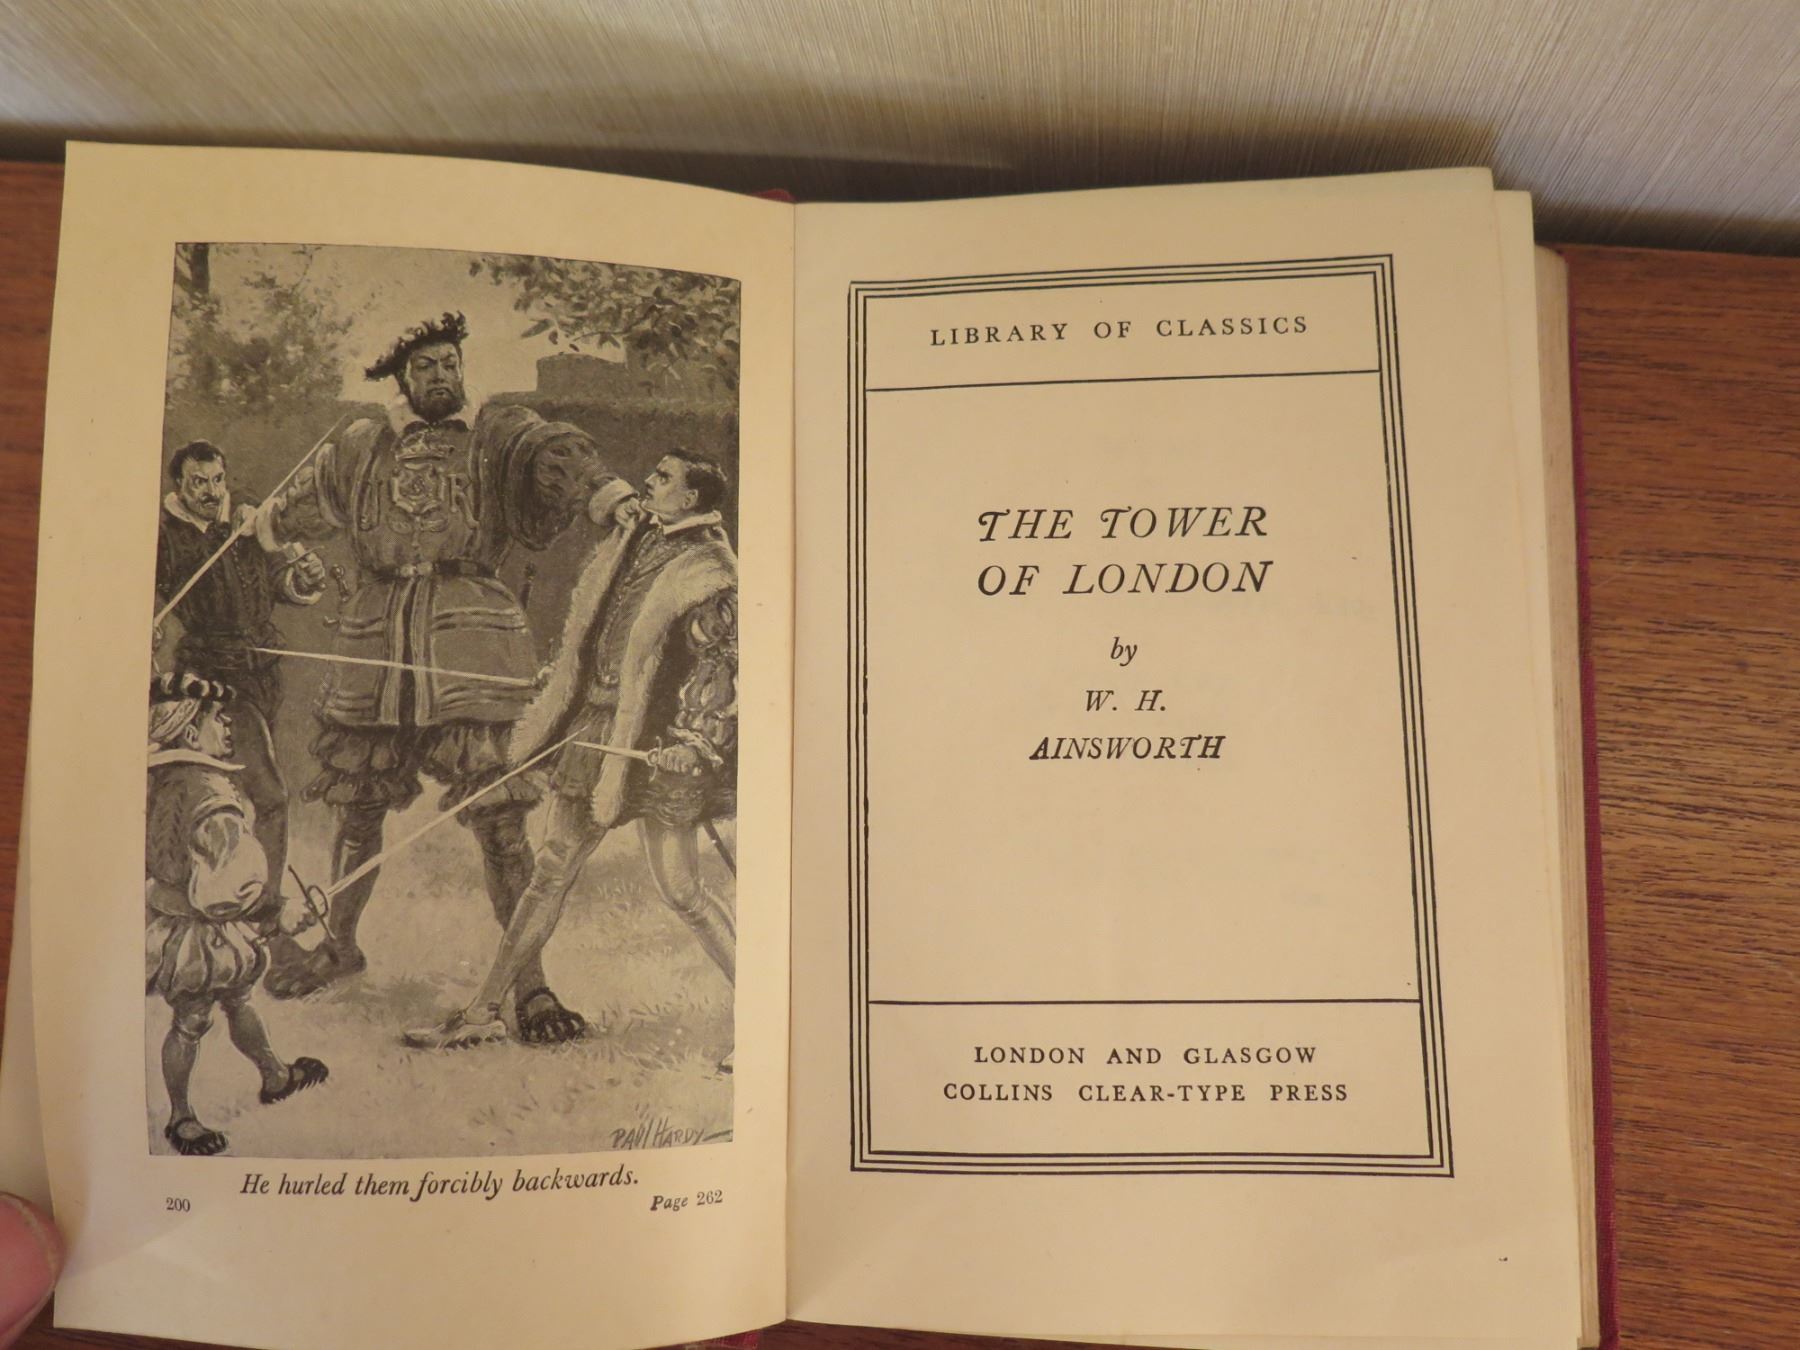 PAUL HARDY
He hurled them forcibly backwards.
200 Page 262
LIBRARY OF CLASSICS
THE TOWER
OF LONDON
by
W. H.
AINSWORTH
LONDON AND GLASGOW
COLLINS CLEAR-TYPE PRESS